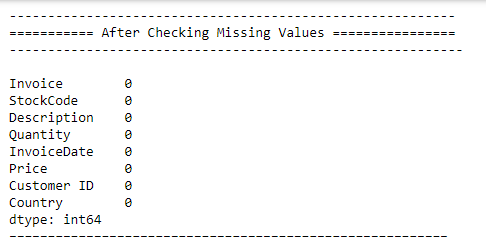 ----------------------------------------------------------
=========== After Checking Missing Values ================
-----------------------------------------------------------
Invoice 0
StockCode 0
Description 0
Quantity 0
InvoiceDate 0
Price 0
Customer ID 0
Country 0
dtype: int64
---------------------------------------------------------